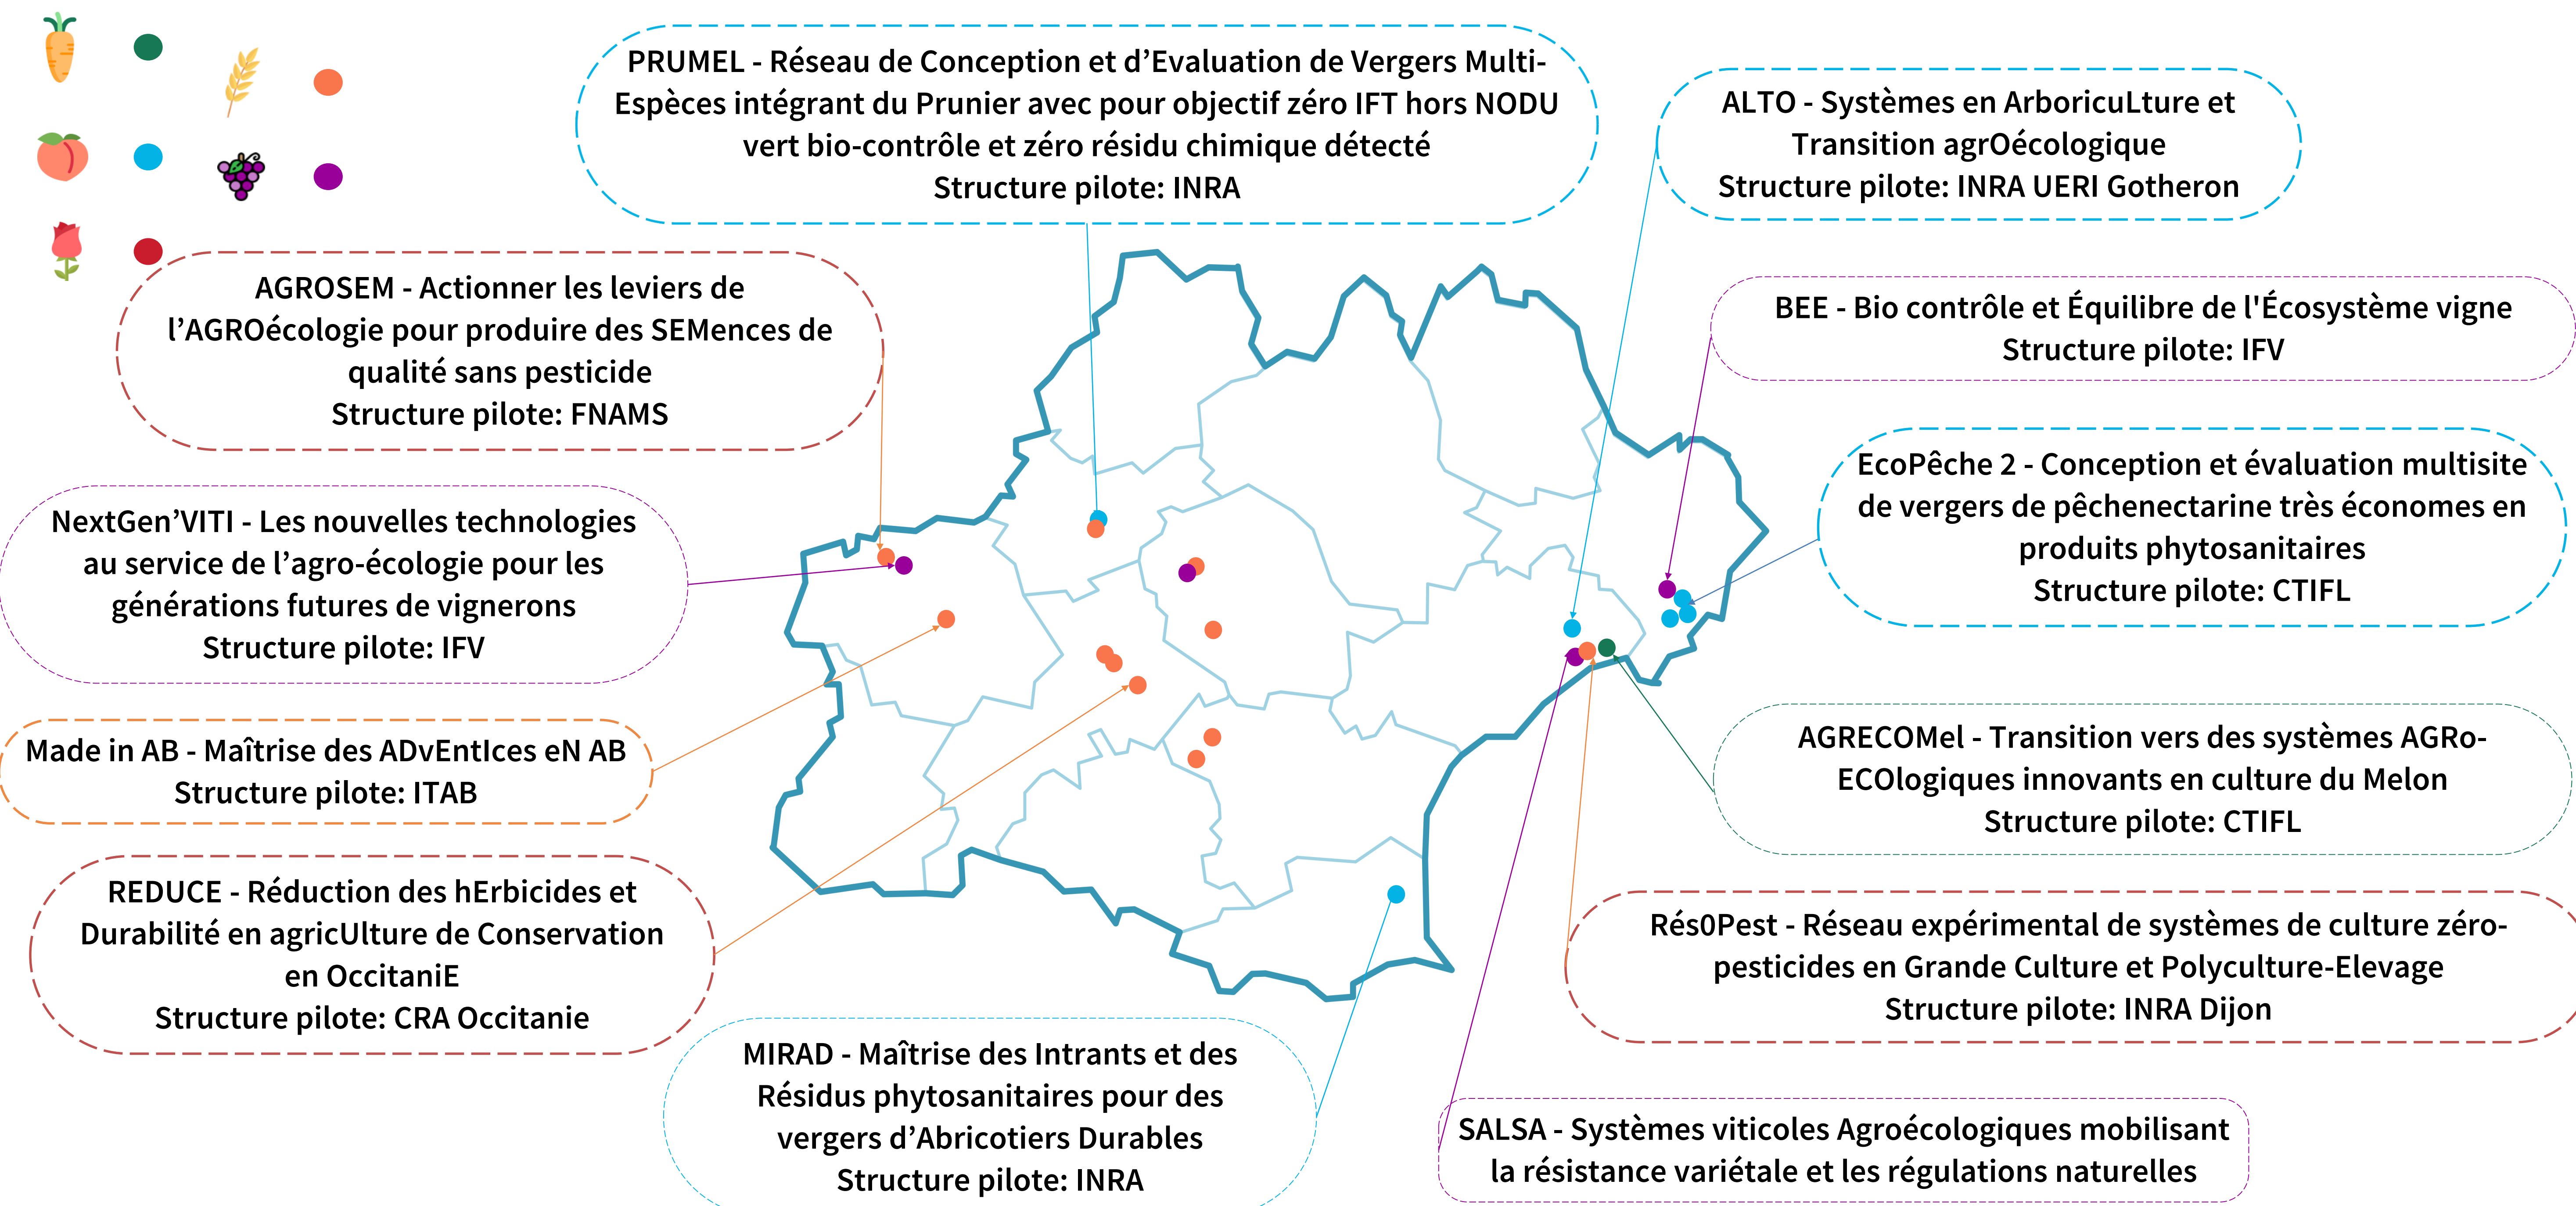 PRUMEL - Réseau de Conception et d’Evaluation de Vergers Multi-
Espèces intégrant du Prunier avec pour objectif zéro IFT hors NODU
vert bio-contrôle et zéro résidu chimique détecté
Structure pilote: INRA
ALTO - Systèmes en ArboricuLture et
Transition agrOécologique
Structure pilote: INRA UERI Gotheron
AGROSEM - Actionner les leviers de
l’AGROécologie pour produire des SEMences de
qualité sans pesticide
Structure pilote: FNAMS
BEE - Bio contrôle et Équilibre de l'Écosystème vigne
Structure pilote: IFV
NextGen’VITI - Les nouvelles technologies
au service de l’agro-écologie pour les
générations futures de vignerons
Structure pilote: IFV
EcoPêche 2 - Conception et évaluation multisite
de vergers de pêchenectarine très économes en
produits phytosanitaires
Structure pilote: CTIFL
Made in AB - Maîtrise des ADvEntIces eN AB
Structure pilote: ITAB
AGRECOMel - Transition vers des systèmes AGRo-
ECOlogiques innovants en culture du Melon
Structure pilote: CTIFL
REDUCE - Réduction des hErbicides et
Durabilité en agricUlture de Conservation
en OccitaniE
Structure pilote: CRA Occitanie
Rés0Pest - Réseau expérimental de systèmes de culture zéro-
pesticides en Grande Culture et Polyculture-Elevage
Structure pilote: INRA Dijon
MIRAD - Maîtrise des Intrants et des
Résidus phytosanitaires pour des
vergers d’Abricotiers Durables
Structure pilote: INRA
SALSA - Systèmes viticoles Agroécologiques mobilisant
la résistance variétale et les régulations naturelles